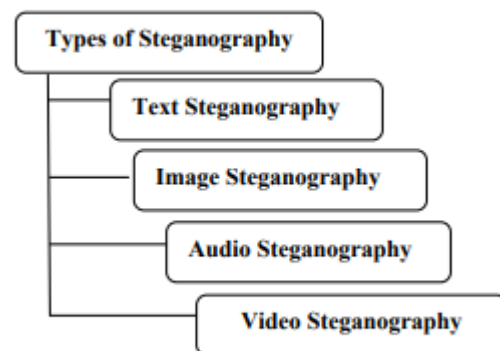 Types of Steganography
Text Steganography
Image Steganography
Audio Steganography
Video Steganography